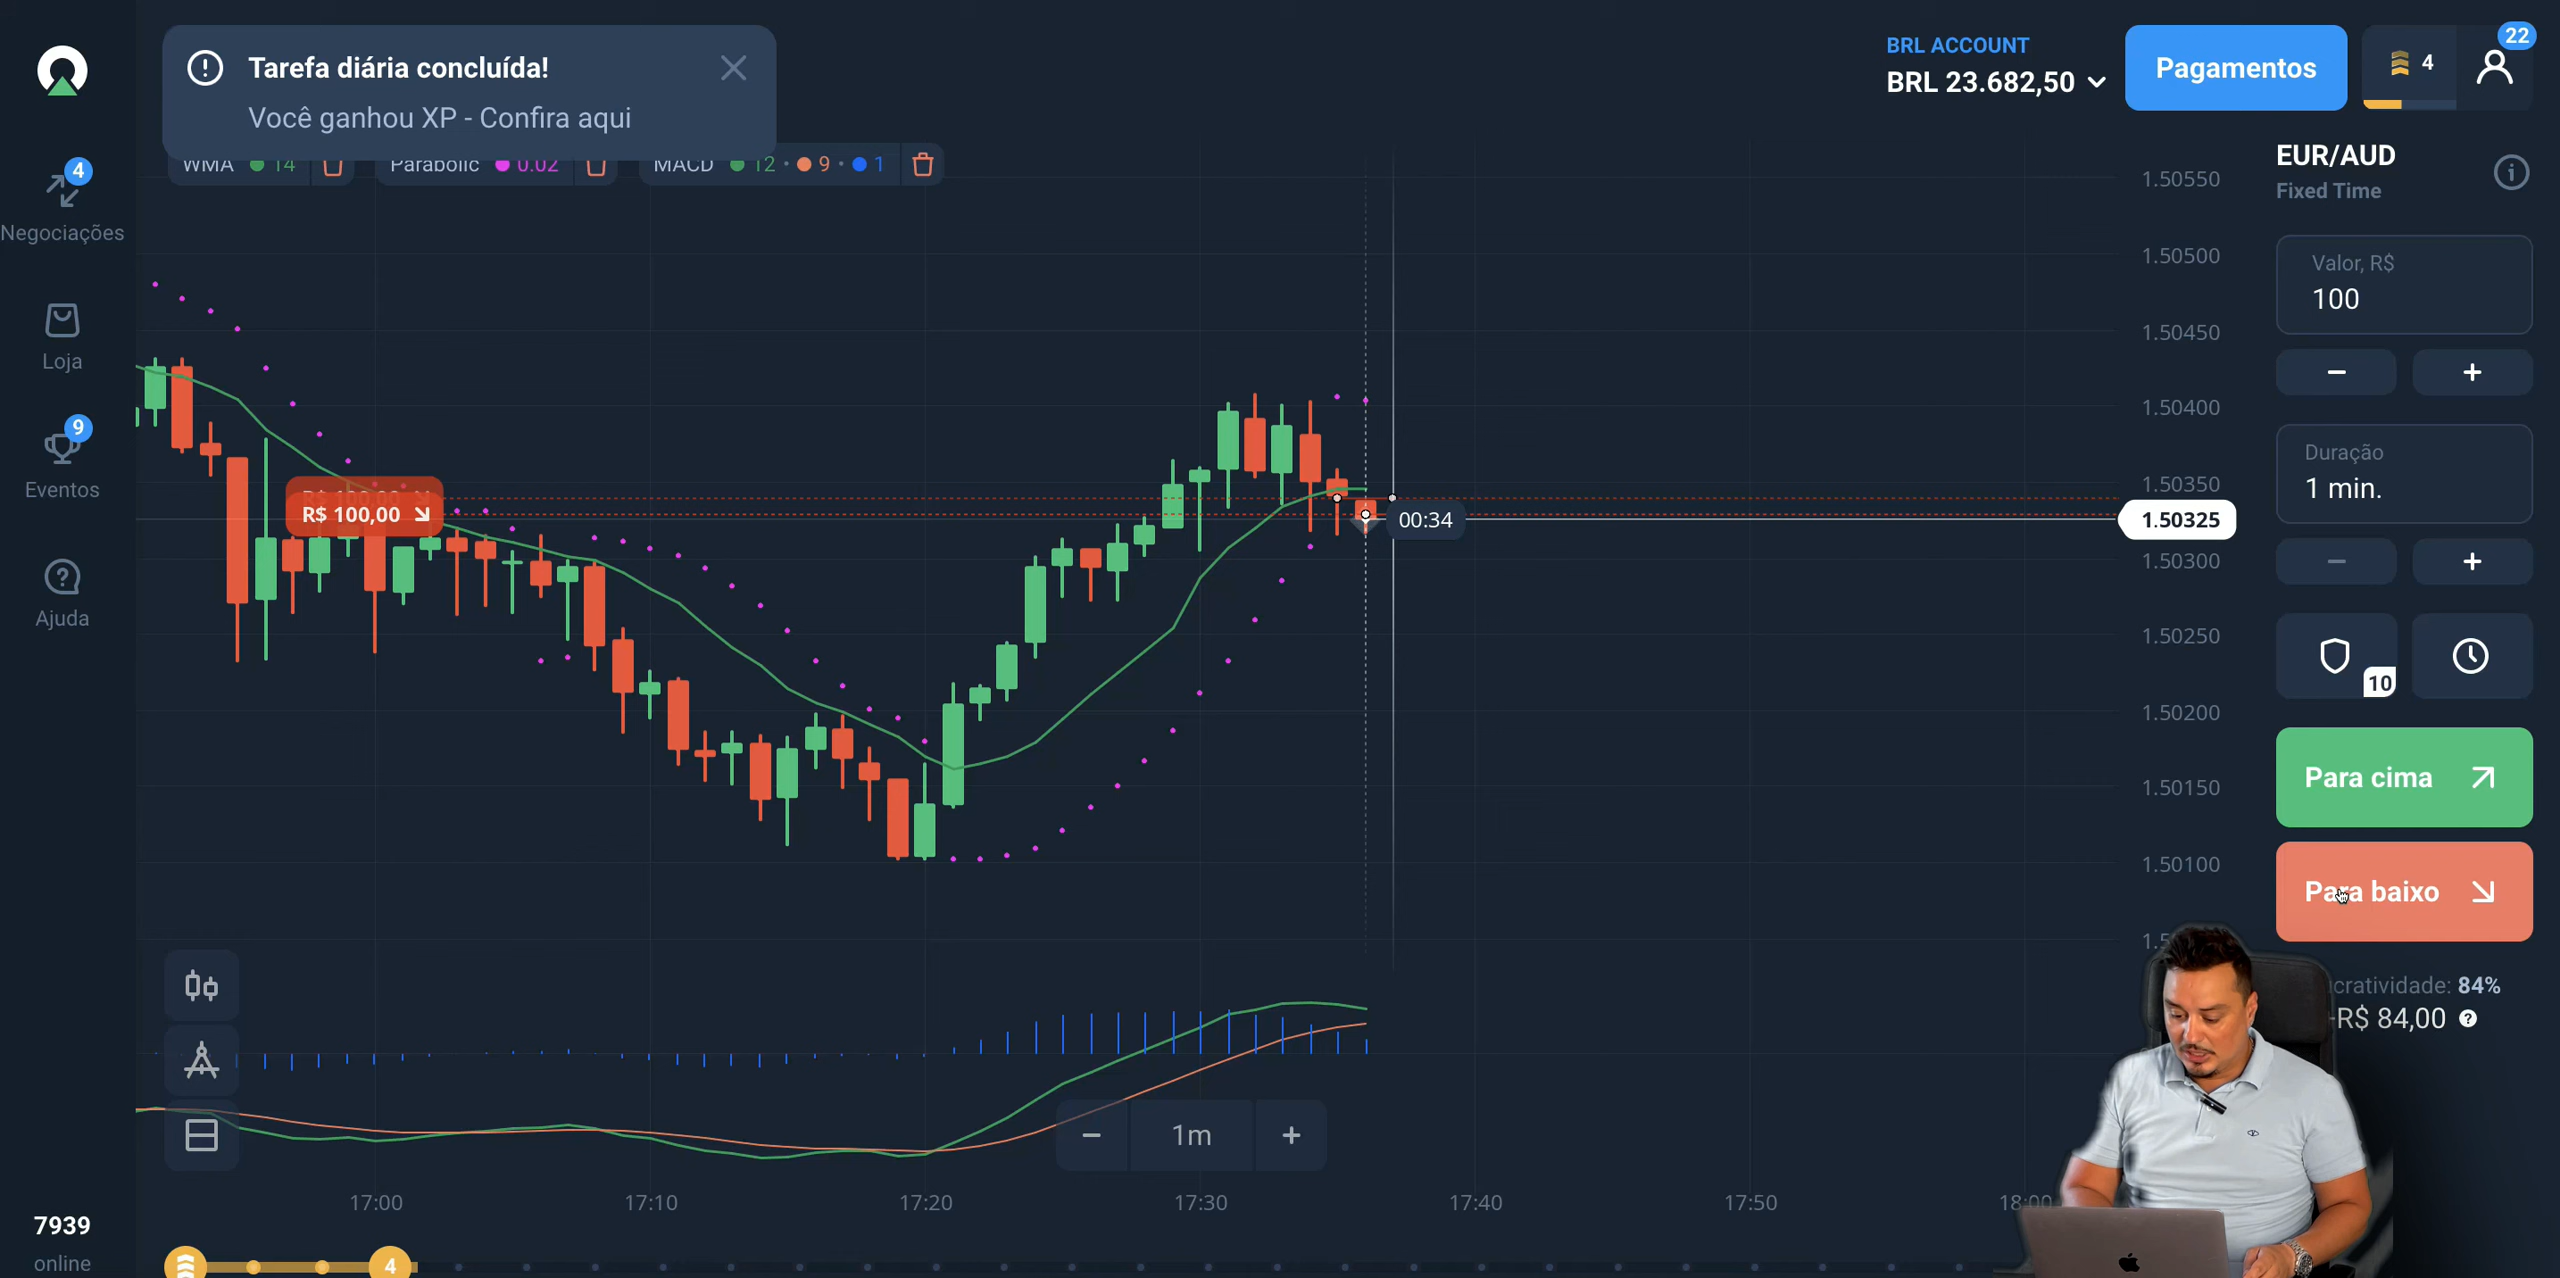 Tarefa diária concluída!
Você ganhou XP - Confira aqui
BRL ACCOUNT
BRL 23.682,50
Pagamentos
4
22
WMA 14
Parabolic 0.02
MACD 12 · 9 · 1
4
Negociações
Loja
9
Eventos
Ajuda
7939
online
EUR/AUD
Fixed Time
Valor, R$
100
− +
Duração
1 min.
− +
10
Para cima
Para baixo
cratividade: 84%
R$ 84,00
1.50550
1.50500
1.50450
1.50400
1.50350
1.50325
1.50300
1.50250
1.50200
1.50150
1.50100
R$ 100,00
R$ 100,00
00:34
− 1m +
17:00 17:10 17:20 17:30 17:40 17:50 18:00
4